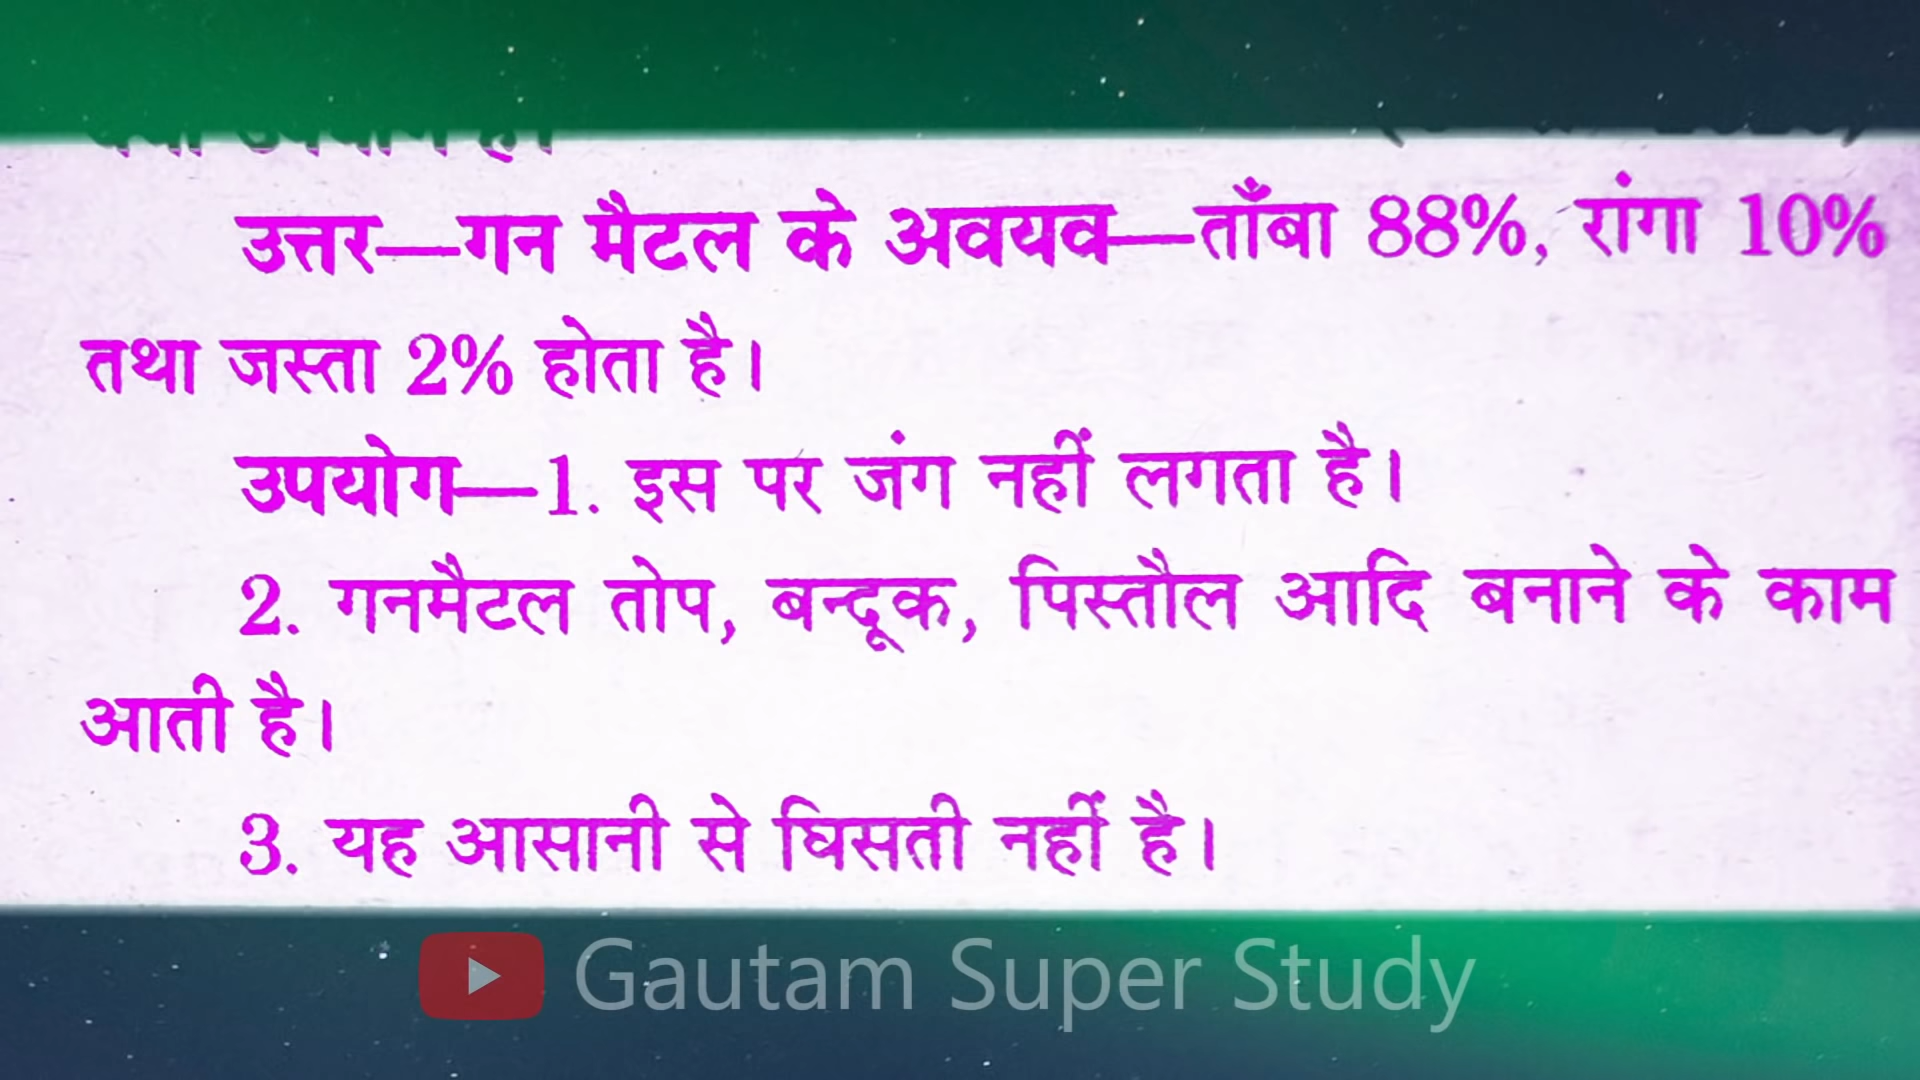 उत्तर—गन मैटल के अवयव—ताँबा 88%, रांगा 10%
तथा जस्ता 2% होता है।
उपयोग—1. इस पर जंग नहीं लगता है।
2. गनमैटल तोप, बन्दूक, पिस्तौल आदि बनाने के काम
आती है।
3. यह आसानी से घिसती नहीं है।
Gautam Super Study